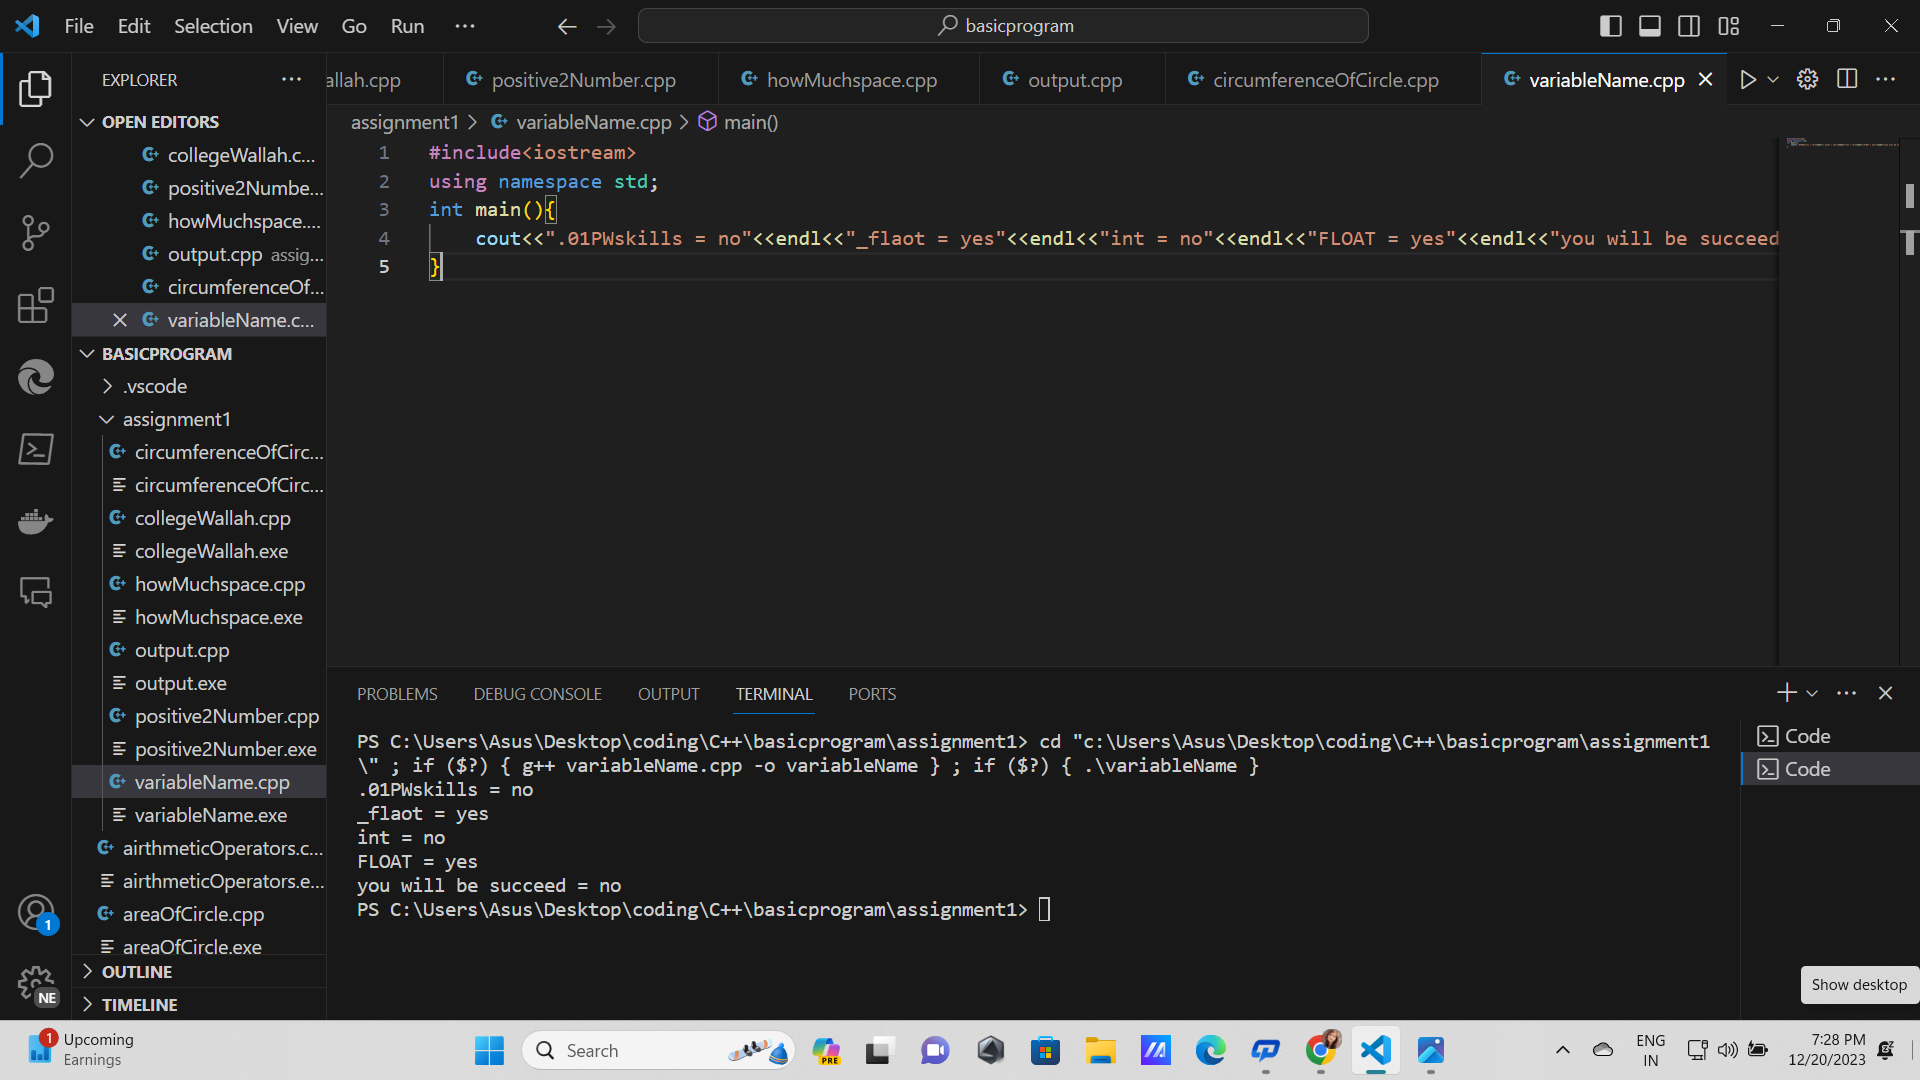 File Edit Selection View Go Run ··· basicprogram
EXPLORER ···
allah.cpp positive2Number.cpp howMuchspace.cpp output.cpp circumferenceOfCircle.cpp variableName.cpp
OPEN EDITORS
collegeWallah.c...
positive2Numbe...
howMuchspace....
output.cpp assig...
circumferenceOf...
variableName.c...
BASICPROGRAM
.vscode
assignment1
circumferenceOfCirc...
circumferenceOfCirc...
collegeWallah.cpp
collegeWallah.exe
howMuchspace.cpp
howMuchspace.exe
output.cpp
output.exe
positive2Number.cpp
positive2Number.exe
variableName.cpp
variableName.exe
airthmeticOperators.c...
airthmeticOperators.e...
areaOfCircle.cpp
areaOfCircle.exe
OUTLINE
TIMELINE
1
NE
assignment1 > variableName.cpp > main()
1 #include<iostream>
2 using namespace std;
3 int main(){
4 cout<<".01PWskills = no"<<endl<<"_flaot = yes"<<endl<<"int = no"<<endl<<"FLOAT = yes"<<endl<<"you will be succeed
5 }
PROBLEMS DEBUG CONSOLE OUTPUT TERMINAL PORTS
PS C:\Users\Asus\Desktop\coding\C++\basicprogram\assignment1> cd "c:\Users\Asus\Desktop\coding\C++\basicprogram\assignment1
\" ; if ($?) { g++ variableName.cpp -o variableName } ; if ($?) { .\variableName }
.01PWskills = no
_flaot = yes
int = no
FLOAT = yes
you will be succeed = no
PS C:\Users\Asus\Desktop\coding\C++\basicprogram\assignment1>
Code
Code
Show desktop
1
Upcoming
Earnings
Search
PRE
ENG
IN
7:28 PM
12/20/2023